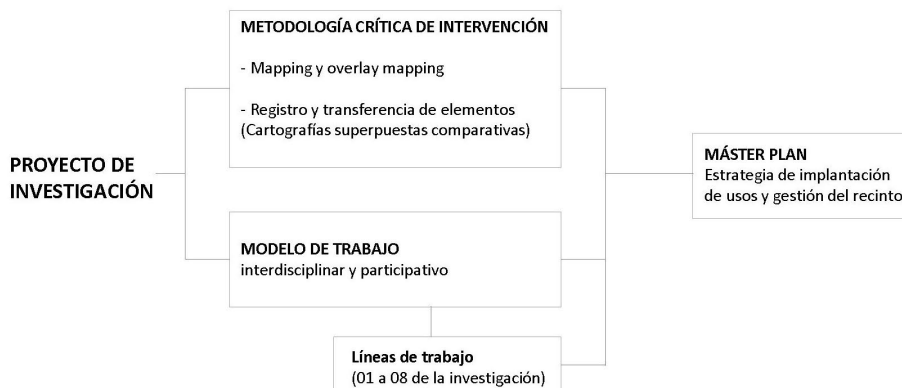 METODOLOGÍA CRÍTICA DE INTERVENCIÓN
- Mapping y overlay mapping
- Registro y transferencia de elementos
(Cartografías superpuestas comparativas)
PROYECTO DE
INVESTIGACIÓN
MODELO DE TRABAJO
interdisciplinar y participativo
Líneas de trabajo
(01 a 08 de la investigación)
MÁSTER PLAN
Estrategia de implantación
de usos y gestión del recinto